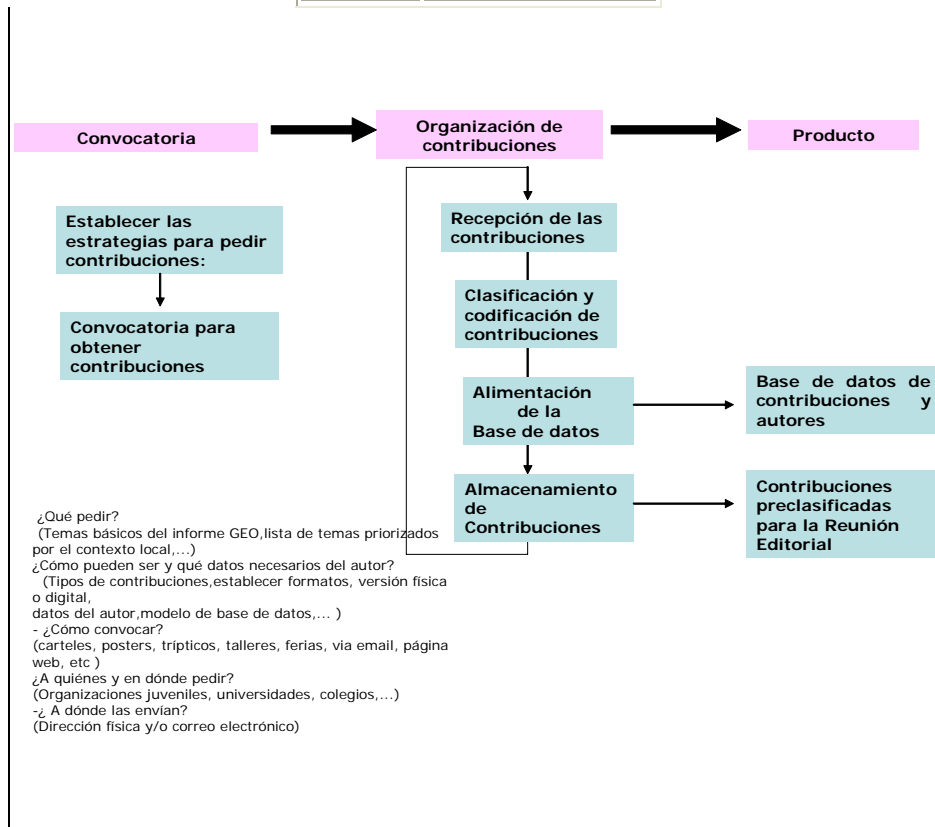 Convocatoria
Organización de
contribuciones
Producto
Establecer las
estrategias para pedir
contribuciones:
Convocatoria para
obtener
contribuciones
Recepción de las
contribuciones
Clasificación y
codificación de
contribuciones
Alimentación
de la
Base de datos
Almacenamiento
de
Contribuciones
Base de datos de
contribuciones y
autores
Contribuciones
preclasificadas
para la Reunión
Editorial
¿Qué pedir?
(Temas básicos del informe GEO,lista de temas priorizados
por el contexto local,...)
¿Cómo pueden ser y qué datos necesarios del autor?
(Tipos de contribuciones,establecer formatos, versión física
o digital,
datos del autor,modelo de base de datos,... )
- ¿Cómo convocar?
(carteles, posters, trípticos, talleres, ferias, via email, página
web, etc )
¿A quiénes y en dónde pedir?
(Organizaciones juveniles, universidades, colegios,...)
-¿ A dónde las envían?
(Dirección física y/o correo electrónico)